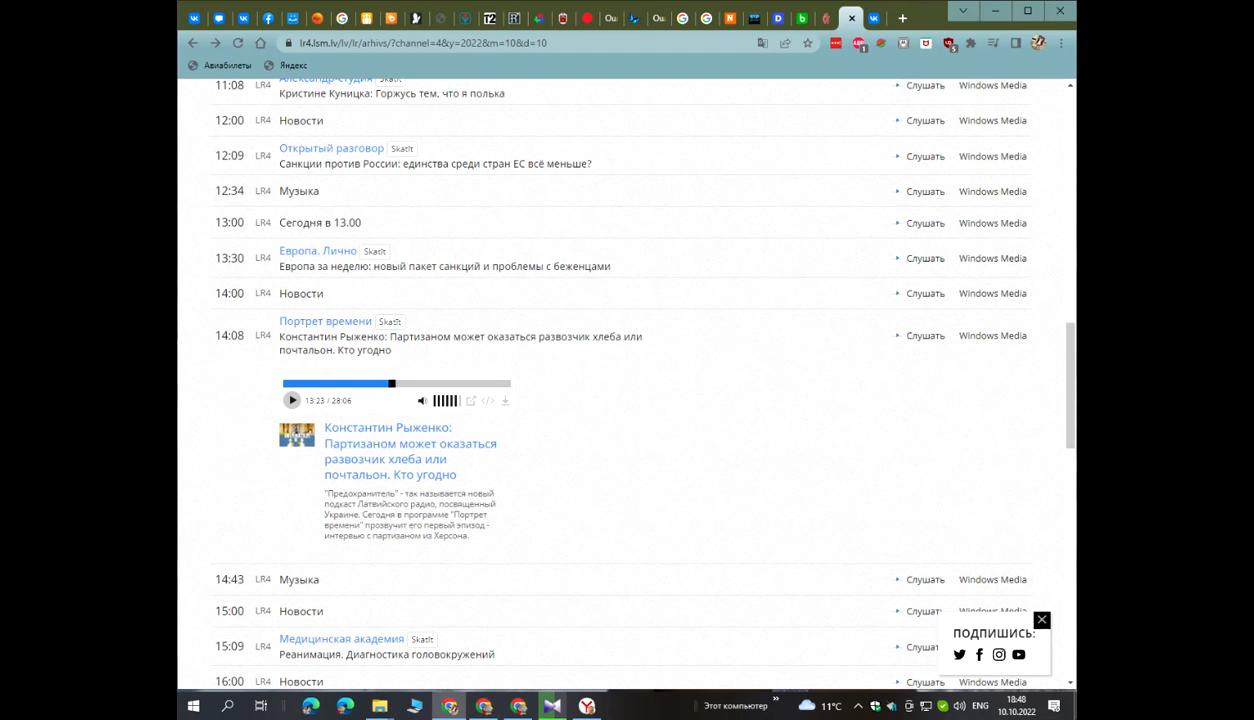 lr4.lsm.lv/lv/lr/arhivs/?channel=4&y=2022&m=10&d=10
Авиабилеты Яндекс
11:08 LR4 Александр-студия Skatīt Слушать Windows Media
Кристине Куницка: Горжусь тем, что я полька
12:00 LR4 Новости Слушать Windows Media
12:09 LR4 Открытый разговор Skatīt Слушать Windows Media
Санкции против России: единства среди стран ЕС всё меньше?
12:34 LR4 Музыка Слушать Windows Media
13:00 LR4 Сегодня в 13.00 Слушать Windows Media
13:30 LR4 Европа. Лично Skatīt Слушать Windows Media
Европа за неделю: новый пакет санкций и проблемы с беженцами
14:00 LR4 Новости Слушать Windows Media
14:08 LR4 Портрет времени Skatīt Слушать Windows Media
Константин Рыженко: Партизаном может оказаться развозчик хлеба или
почтальон. Кто угодно
13:23 / 28:06
Константин Рыженко:
Партизаном может оказаться
развозчик хлеба или
почтальон. Кто угодно
"Предохранитель" - так называется новый
подкаст Латвийского радио, посвященный
Украине. Сегодня в программе "Портрет
времени" прозвучит его первый эпизод -
интервью с партизаном из Херсона.
14:43 LR4 Музыка Слушать Windows Media
15:00 LR4 Новости Слушать Windows Media
15:09 LR4 Медицинская академия Skatīt Слушать
Реанимация. Диагностика головокружений
16:00 LR4 Новости Слушать Windows Media
ПОДПИШИСЬ:
Этот компьютер » 11°C ENG 18:48
10.10.2022